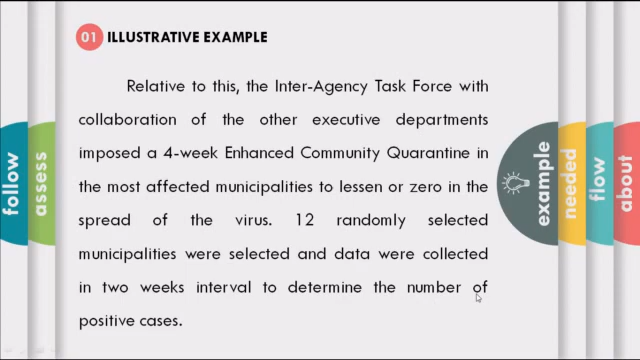 01 ILLUSTRATIVE EXAMPLE
Relative to this, the Inter-Agency Task Force with
collaboration of the other executive departments
imposed a 4-week Enhanced Community Quarantine in
the most affected municipalities to lessen or zero in the
spread of the virus. 12 randomly selected
municipalities were selected and data were collected
in two weeks interval to determine the number of
positive cases.
follow
assess
example
needed
flow
about